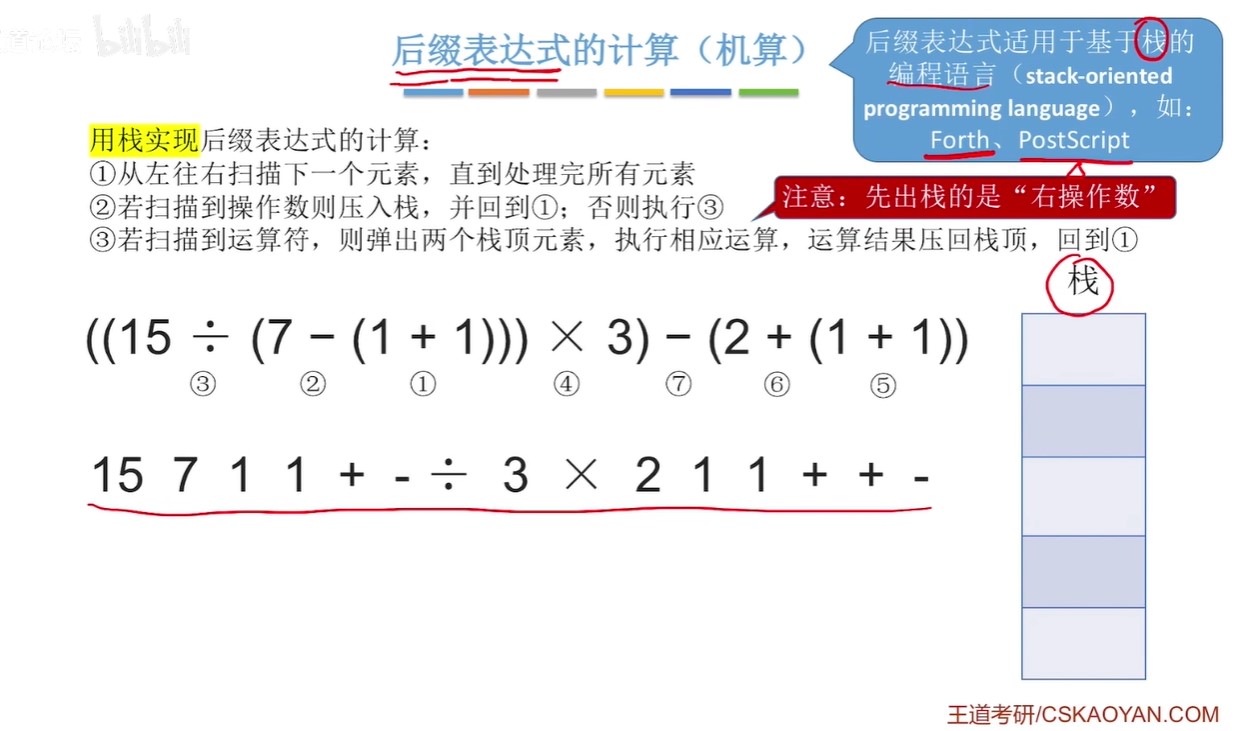 bilibili
后缀表达式的计算（机算）
后缀表达式适用于基于栈的
编程语言（stack-oriented
programming language），如：
Forth、PostScript
用栈实现后缀表达式的计算：
①从左往右扫描下一个元素，直到处理完所有元素
②若扫描到操作数则压入栈，并回到①；否则执行③
注意：先出栈的是“右操作数”
③若扫描到运算符，则弹出两个栈顶元素，执行相应运算，运算结果压回栈顶，回到①
栈
((15 ÷ (7 − (1 + 1))) × 3) − (2 + (1 + 1))
③ ② ① ④ ⑦ ⑥ ⑤
15 7 1 1 + - ÷ 3 × 2 1 1 + + -
王道考研/CSKAOYAN.COM